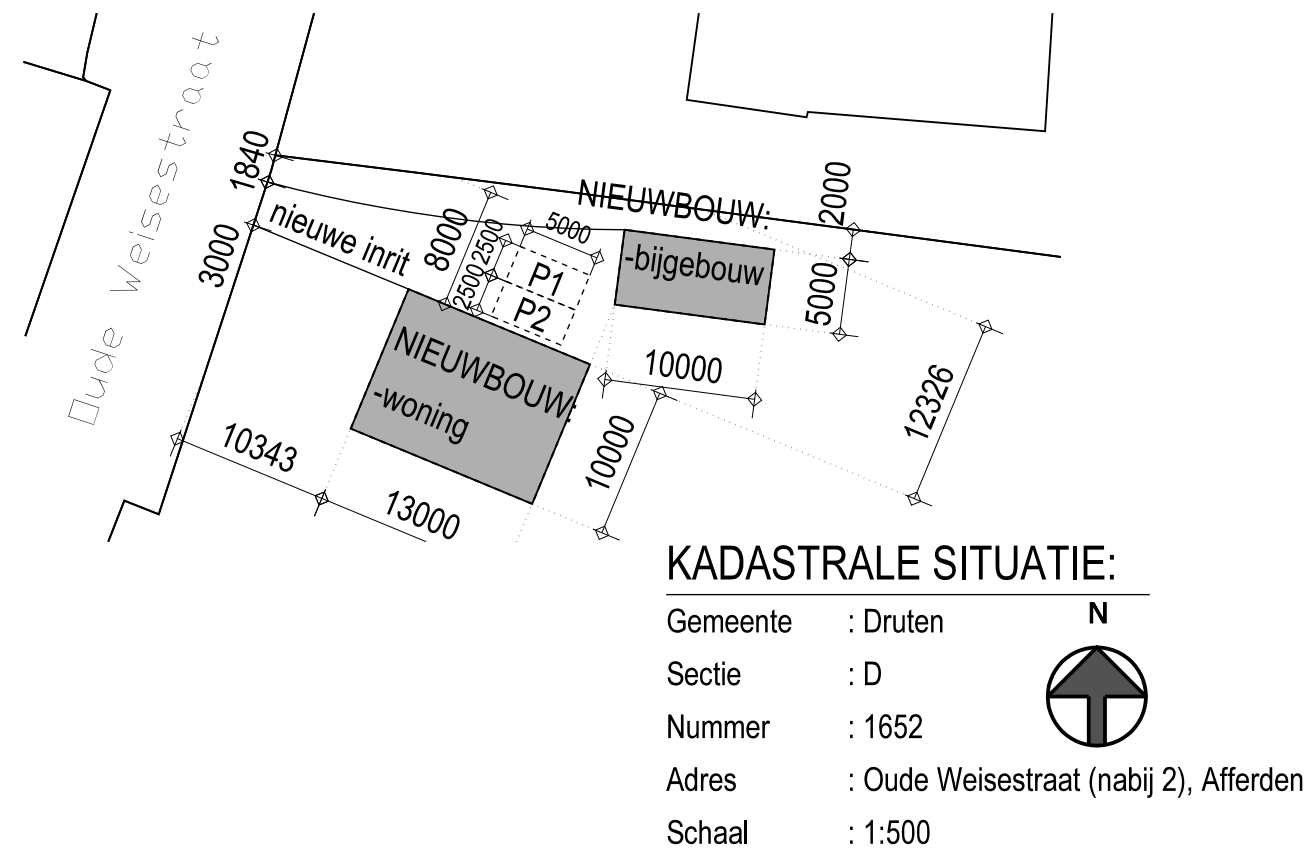 Oude Weisestraat
1840
3000
nieuwe inrit
8000
2500
2500
5000
P1
P2
NIEUWBOUW:
-bijgebouw
2000
5000
10000
12326
NIEUWBOUW:
-woning
10000
10343
13000
KADASTRALE SITUATIE:
Gemeente : Druten
Sectie : D
Nummer : 1652
Adres : Oude Weisestraat (nabij 2), Afferden
Schaal : 1:500
N